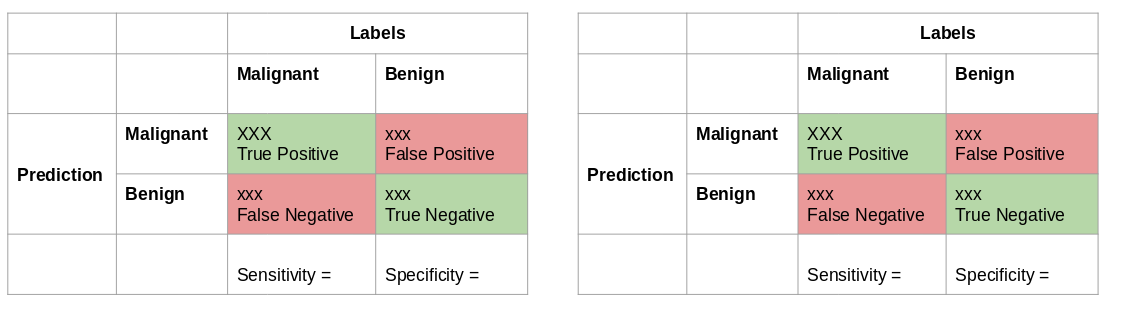 Labels
Malignant Benign
Malignant XXX xxx
True Positive False Positive
Prediction
Benign xxx xxx
False Negative True Negative
Sensitivity = Specificity =
Labels
Malignant Benign
Malignant XXX xxx
True Positive False Positive
Prediction
Benign xxx xxx
False Negative True Negative
Sensitivity = Specificity =